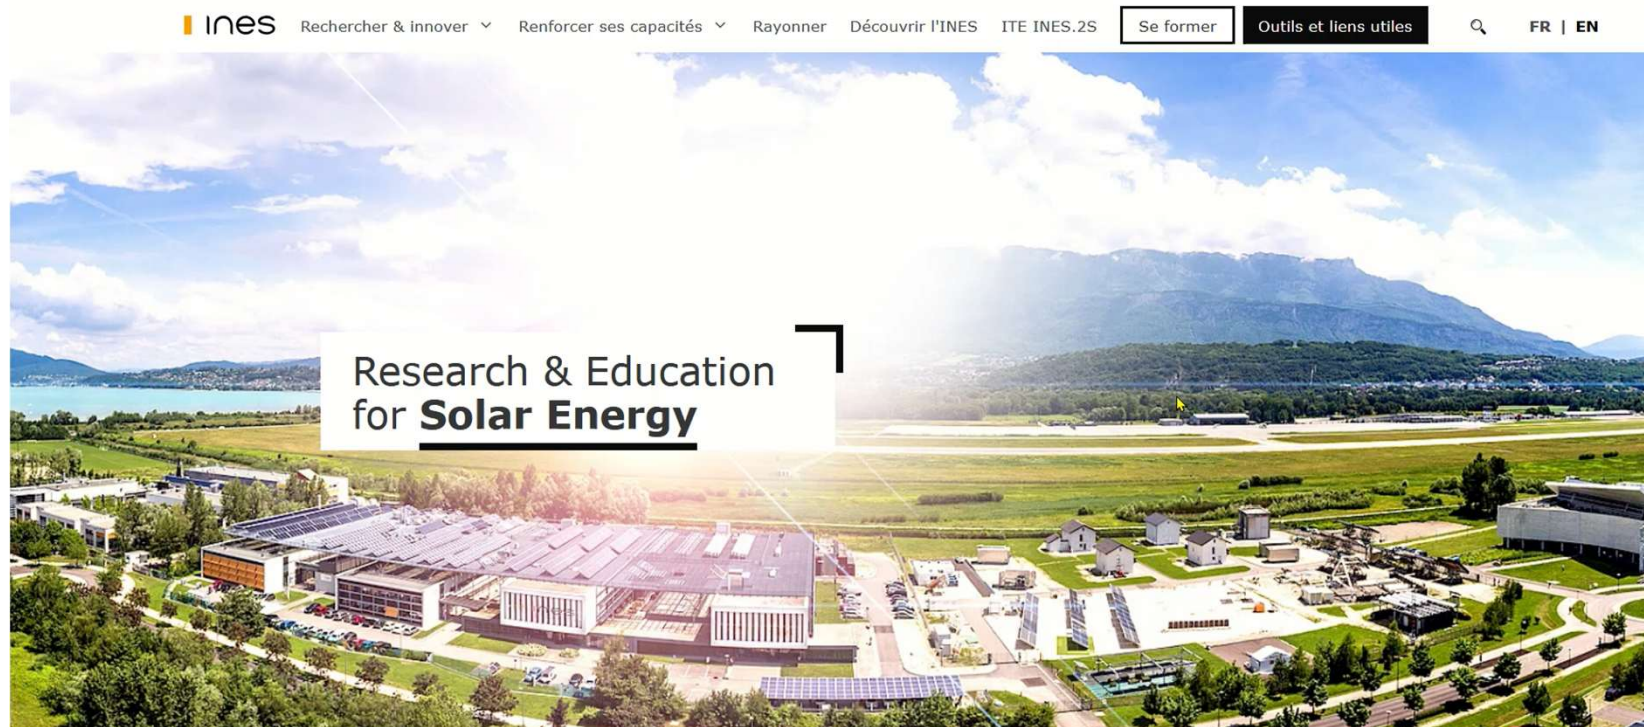 ines
Rechercher & innover
Renforcer ses capacités
Rayonner
Découvrir l'INES
ITE INES.2S
Se former
Outils et liens utiles
FR | EN
Research & Education
for Solar Energy